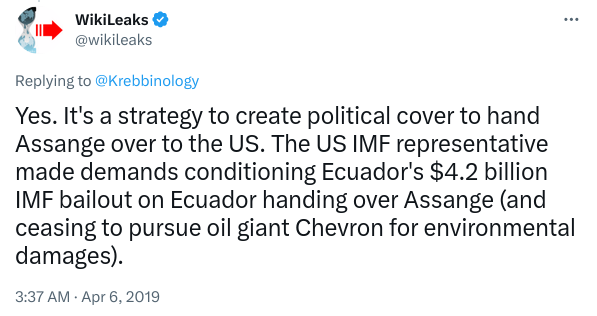 WikiLeaks
@wikileaks
Replying to @Krebbinology
Yes. It's a strategy to create political cover to hand
Assange over to the US. The US IMF representative
made demands conditioning Ecuador's $4.2 billion
IMF bailout on Ecuador handing over Assange (and
ceasing to pursue oil giant Chevron for environmental
damages).
3:37 AM · Apr 6, 2019